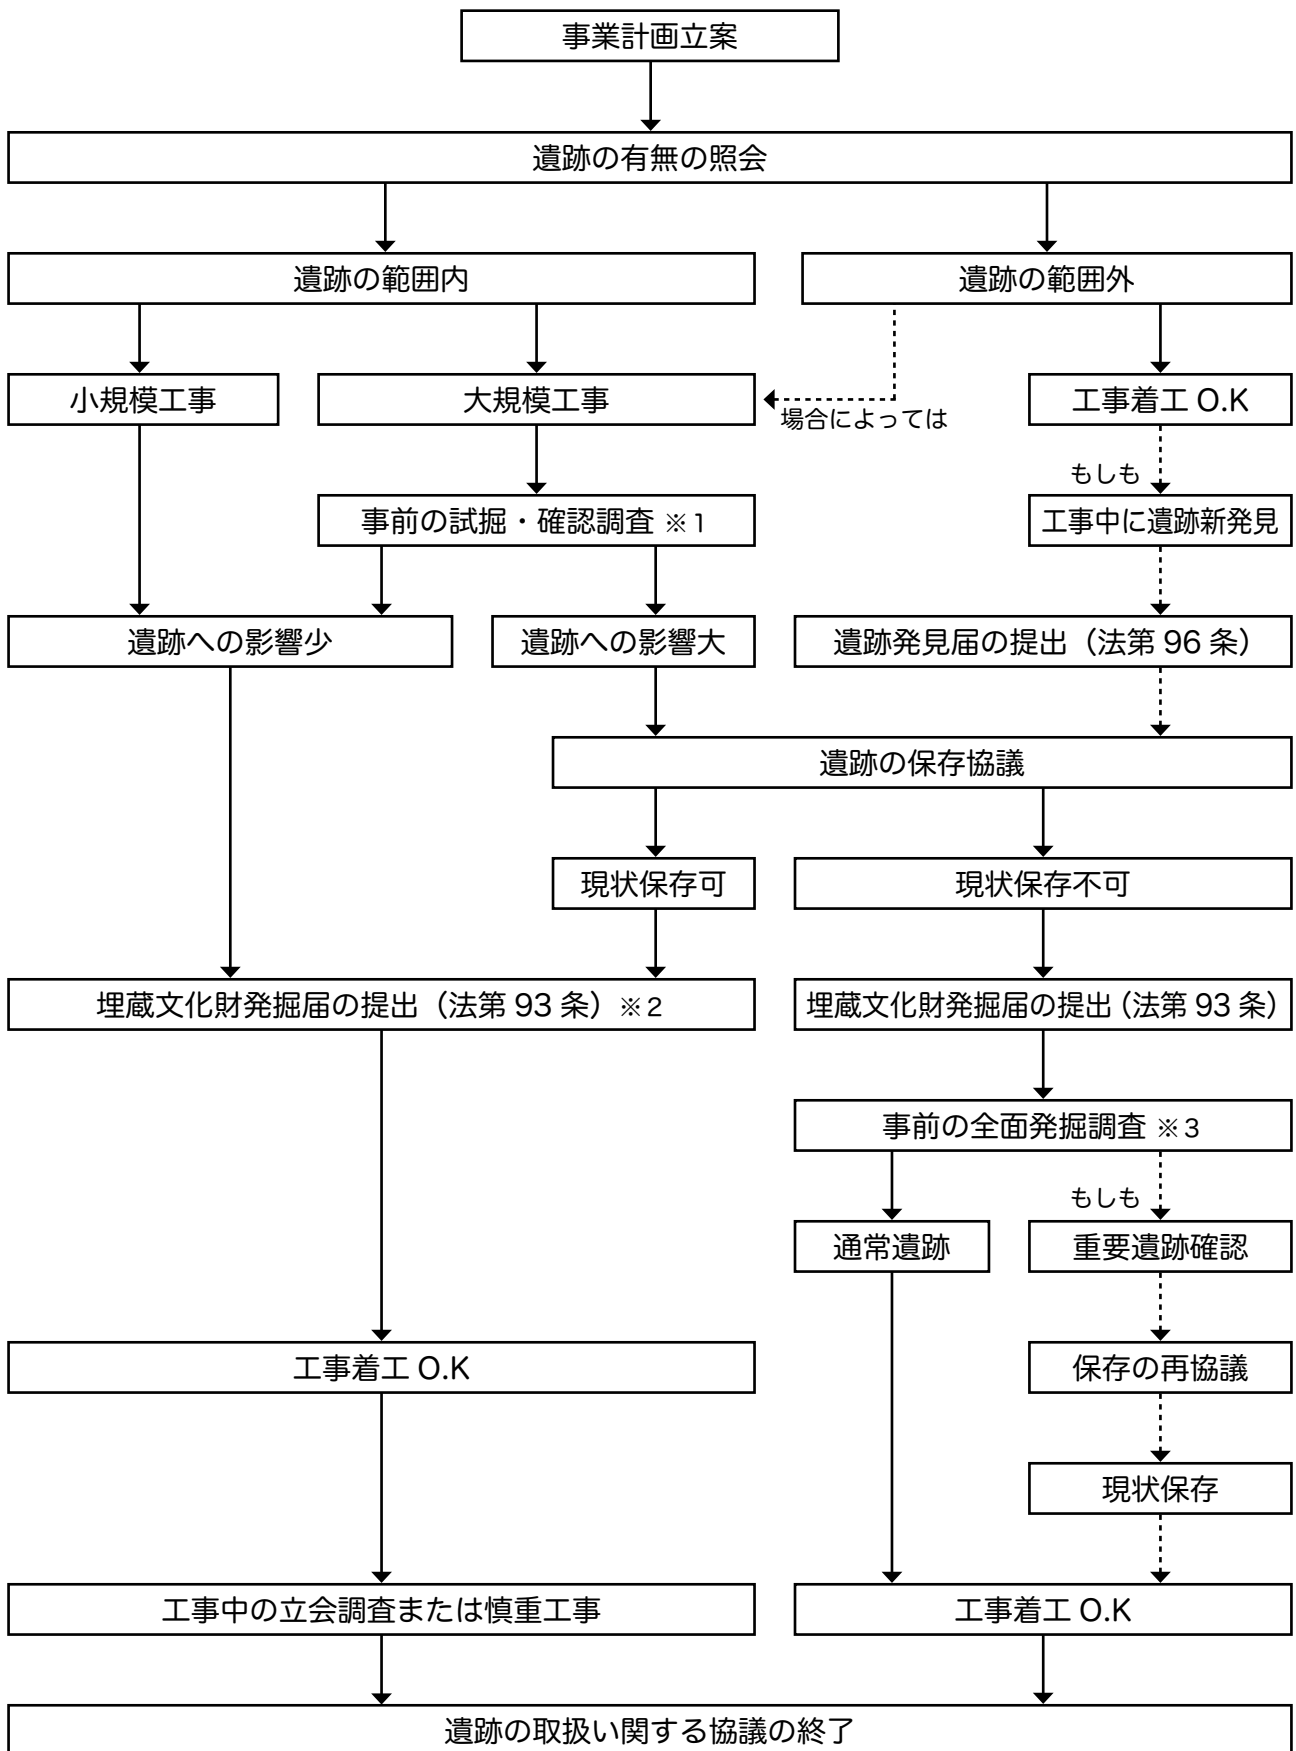 事業計画立案
遺跡の有無の照会
遺跡の範囲内
遺跡の範囲外
小規模工事
大規模工事
場合によっては
工事着工 O.K
もしも
事前の試掘・確認調査 ※1
工事中に遺跡新発見
遺跡への影響少
遺跡への影響大
遺跡発見届の提出（法第 96 条）
遺跡の保存協議
現状保存可
現状保存不可
埋蔵文化財発掘届の提出（法第 93 条）※2
埋蔵文化財発掘届の提出（法第 93 条）
事前の全面発掘調査 ※3
もしも
通常遺跡
重要遺跡確認
工事着工 O.K
保存の再協議
現状保存
工事中の立会調査または慎重工事
工事着工 O.K
遺跡の取扱い関する協議の終了